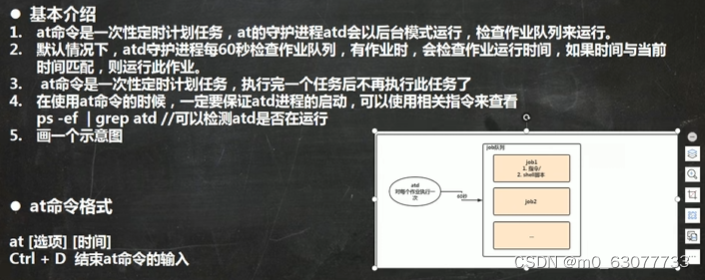 ● 基本介绍
1. at命令是一次性定时计划任务，at的守护进程atd会以后台模式运行，检查作业队列来运行。
2. 默认情况下，atd守护进程每60秒检查作业队列，有作业时，会检查作业运行时间，如果时间与当前
时间匹配，则运行此作业。
3. at命令是一次性定时计划任务，执行完一个任务后不再执行此任务了
4. 在使用at命令的时候，一定要保证atd进程的启动，可以使用相关指令来查看
ps -ef | grep atd //可以检测atd是否在运行
5. 画一个示意图
job队列
job1
1. 指令/
2. shell脚本
atd
对每个作业执行一
次
60秒
job2
...
● at命令格式
at [选项] [时间]
Ctrl + D 结束at命令的输入
CSDN @m0_63077733